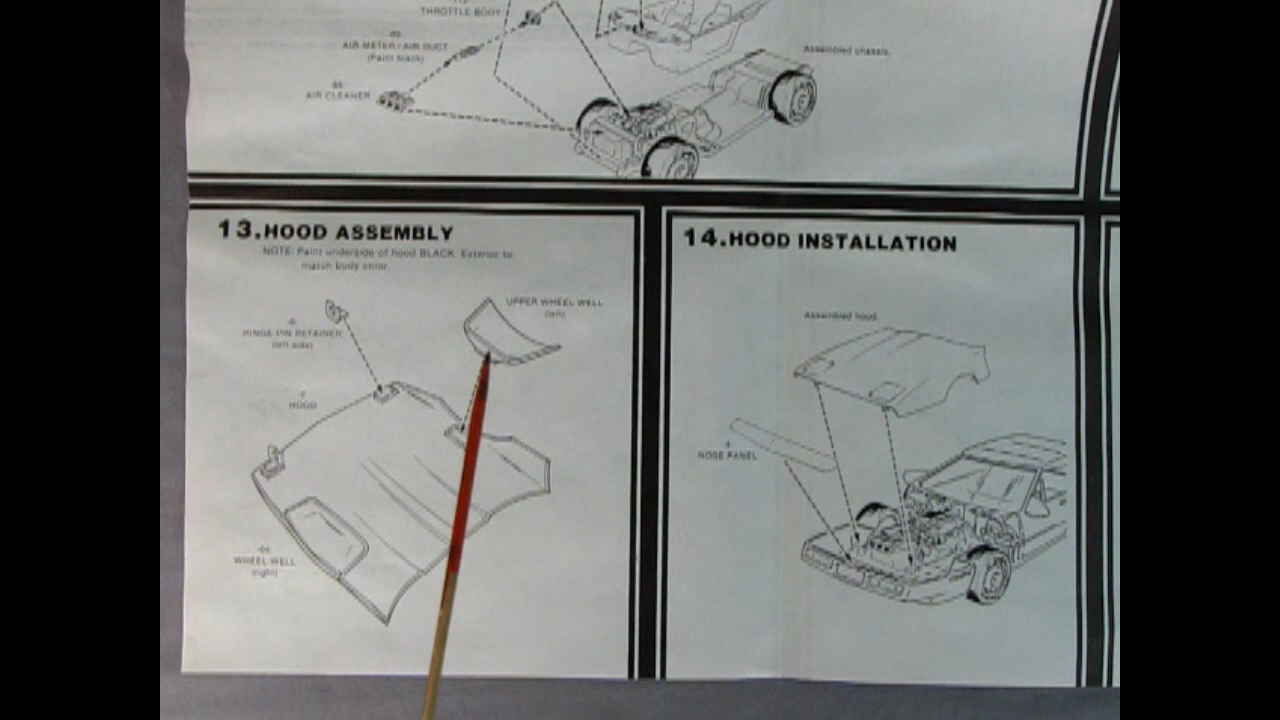 THROTTLE BODY
AIR METER / AIR DUCT
(Paint black)
AIR CLEANER
Assembled chassis.
13.HOOD ASSEMBLY
NOTE: Paint underside of hood BLACK. Exterior to
match body color.
UPPER WHEEL WELL
(left)
HINGE PIN RETAINER
(left side)
HOOD
WHEEL WELL
(right)
14.HOOD INSTALLATION
Assembled hood.
NOSE PANEL